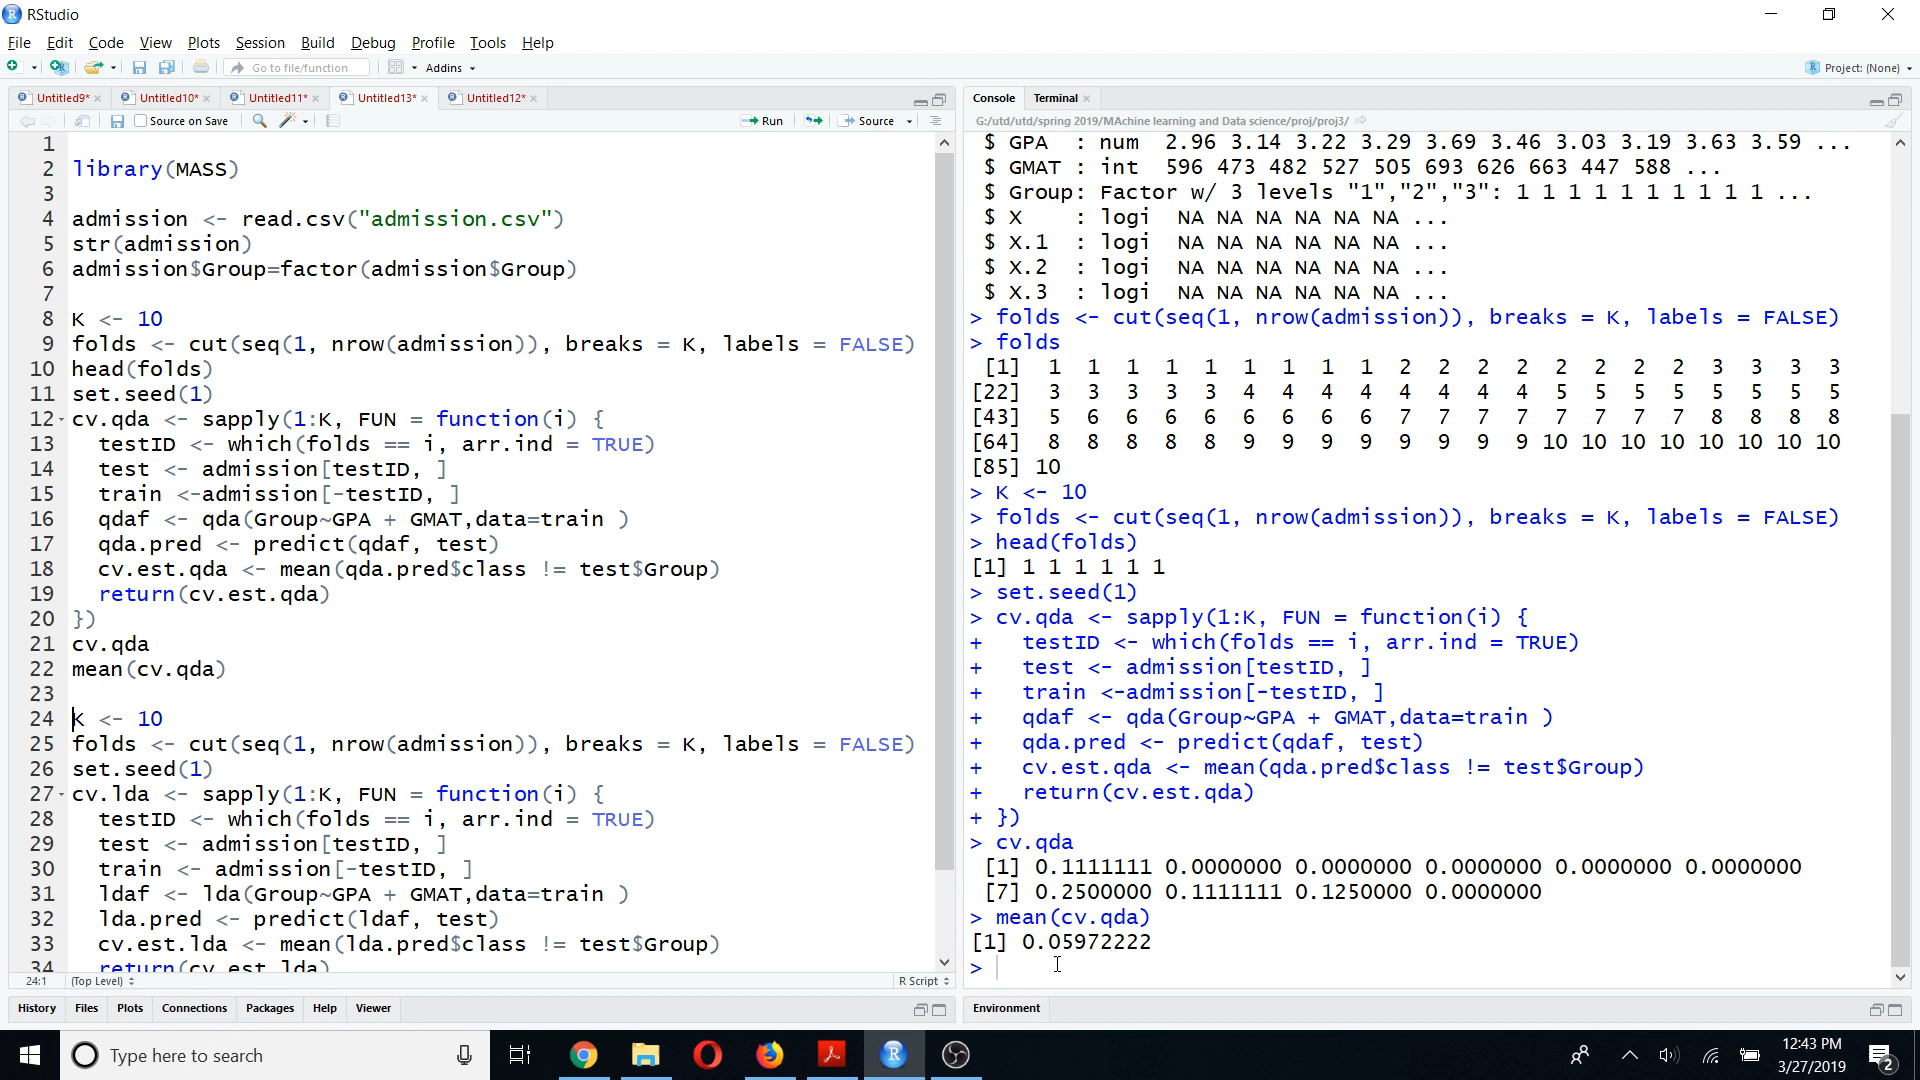 RStudio
File Edit Code View Plots Session Build Debug Profile Tools Help
Go to file/function Addins Project: (None)
Untitled9* Untitled10* Untitled11* Untitled13* Untitled12*
Source on Save Run Source
1
2 library(MASS)
3
4 admission <- read.csv("admission.csv")
5 str(admission)
6 admission$Group=factor(admission$Group)
7
8 K <- 10
9 folds <- cut(seq(1, nrow(admission)), breaks = K, labels = FALSE)
10 head(folds)
11 set.seed(1)
12 cv.qda <- sapply(1:K, FUN = function(i) {
13 testID <- which(folds == i, arr.ind = TRUE)
14 test <- admission[testID, ]
15 train <-admission[-testID, ]
16 qdaf <- qda(Group~GPA + GMAT,data=train )
17 qda.pred <- predict(qdaf, test)
18 cv.est.qda <- mean(qda.pred$class != test$Group)
19 return(cv.est.qda)
20 })
21 cv.qda
22 mean(cv.qda)
23
24 K <- 10
25 folds <- cut(seq(1, nrow(admission)), breaks = K, labels = FALSE)
26 set.seed(1)
27 cv.lda <- sapply(1:K, FUN = function(i) {
28 testID <- which(folds == i, arr.ind = TRUE)
29 test <- admission[testID, ]
30 train <- admission[-testID, ]
31 ldaf <- lda(Group~GPA + GMAT,data=train )
32 lda.pred <- predict(ldaf, test)
33 cv.est.lda <- mean(lda.pred$class != test$Group)
34 return(cv.est.lda)
24:1 (Top Level) R Script
History Files Plots Connections Packages Help Viewer
Console Terminal
G:/utd/utd/spring 2019/MAchine learning and Data science/proj/proj3/
$ GPA : num 2.96 3.14 3.22 3.29 3.69 3.46 3.03 3.19 3.63 3.59 ...
$ GMAT : int 596 473 482 527 505 693 626 663 447 588 ...
$ Group: Factor w/ 3 levels "1","2","3": 1 1 1 1 1 1 1 1 1 1 ...
$ X : logi NA NA NA NA NA NA ...
$ X.1 : logi NA NA NA NA NA NA ...
$ X.2 : logi NA NA NA NA NA NA ...
$ X.3 : logi NA NA NA NA NA NA ...
> folds <- cut(seq(1, nrow(admission)), breaks = K, labels = FALSE)
> folds
[1] 1 1 1 1 1 1 1 1 1 2 2 2 2 2 2 2 2 3 3 3 3
[22] 3 3 3 3 3 4 4 4 4 4 4 4 4 5 5 5 5 5 5 5 5
[43] 5 6 6 6 6 6 6 6 6 7 7 7 7 7 7 7 7 8 8 8 8
[64] 8 8 8 8 8 9 9 9 9 9 9 9 9 10 10 10 10 10 10 10 10
[85] 10
> K <- 10
> folds <- cut(seq(1, nrow(admission)), breaks = K, labels = FALSE)
> head(folds)
[1] 1 1 1 1 1 1
> set.seed(1)
> cv.qda <- sapply(1:K, FUN = function(i) {
+ testID <- which(folds == i, arr.ind = TRUE)
+ test <- admission[testID, ]
+ train <-admission[-testID, ]
+ qdaf <- qda(Group~GPA + GMAT,data=train )
+ qda.pred <- predict(qdaf, test)
+ cv.est.qda <- mean(qda.pred$class != test$Group)
+ return(cv.est.qda)
+ })
> cv.qda
[1] 0.1111111 0.0000000 0.0000000 0.0000000 0.0000000 0.0000000
[7] 0.2500000 0.1111111 0.1250000 0.0000000
> mean(cv.qda)
[1] 0.05972222
>
Environment
Type here to search
12:43 PM
3/27/2019
2